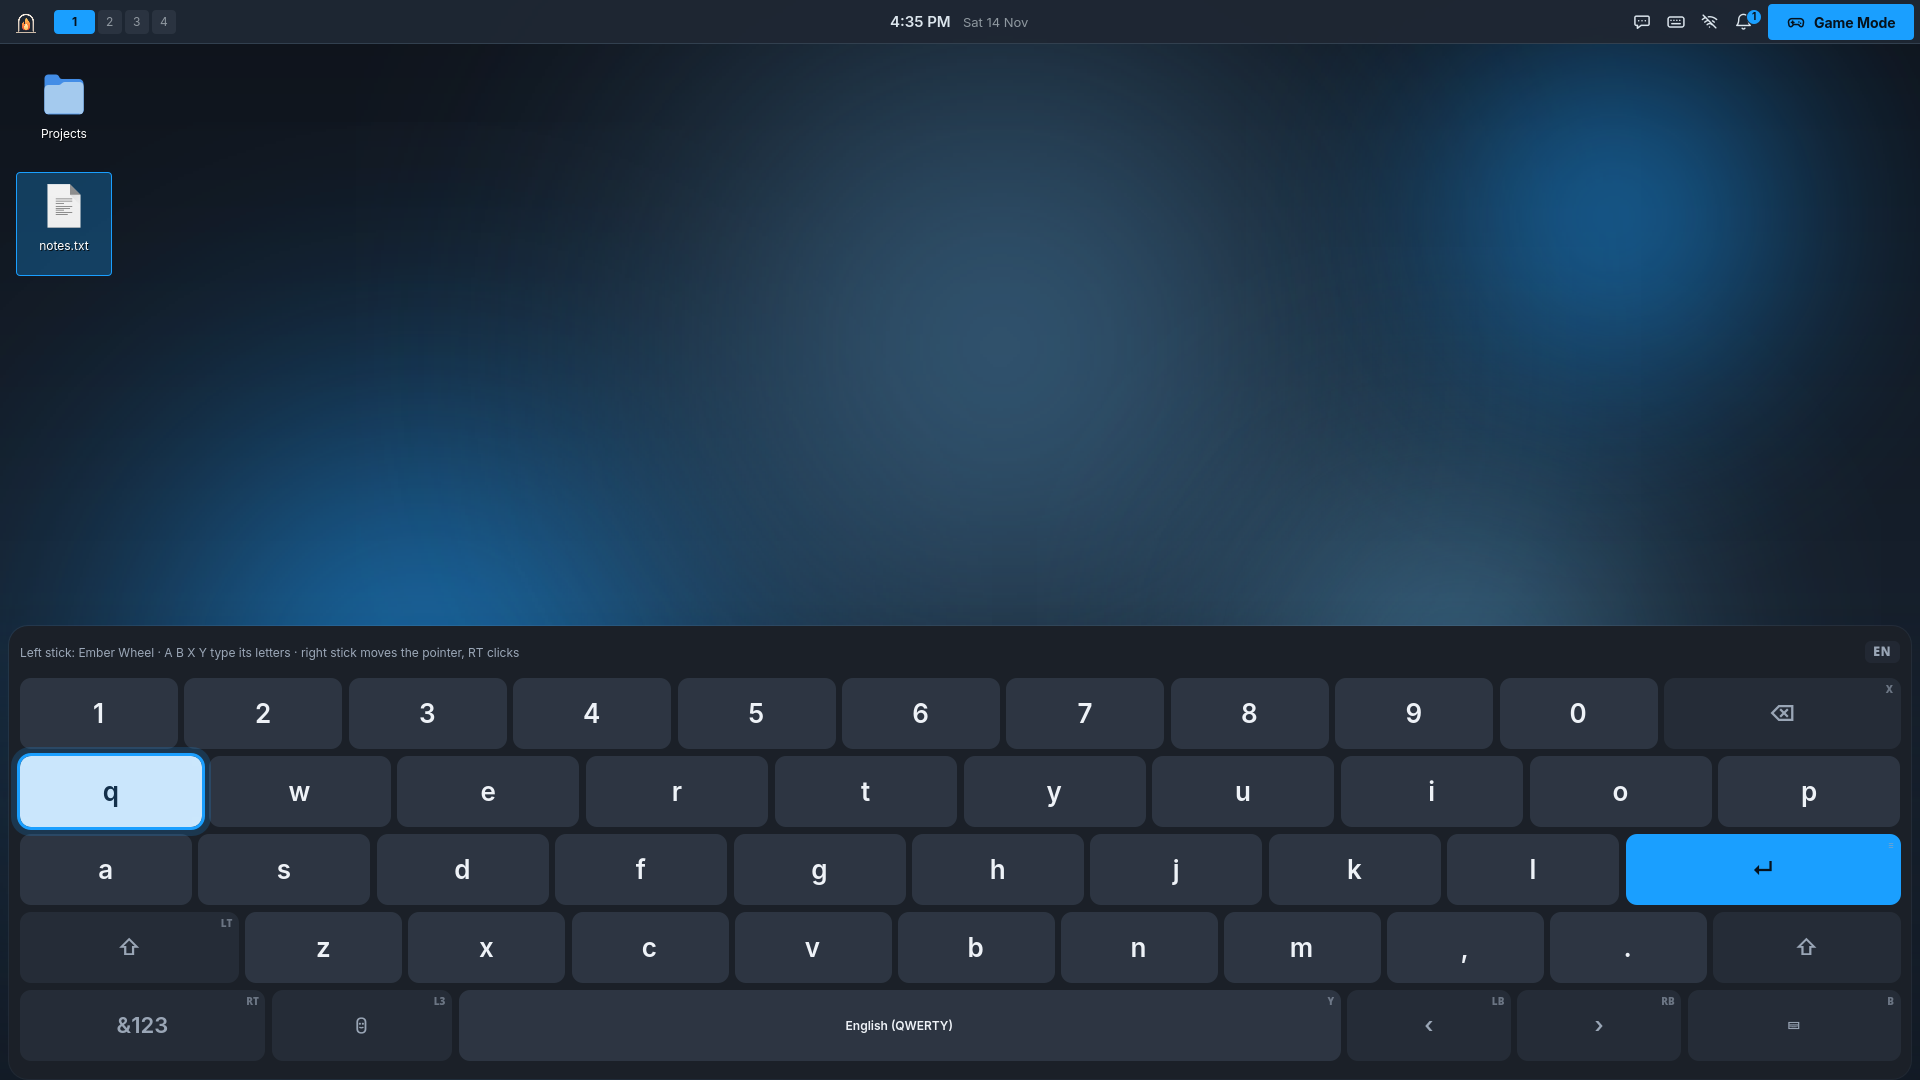 1 2 3 4
4:35 PM Sat 14 Nov
1
Game Mode
Projects
notes.txt
Left stick: Ember Wheel · A B X Y type its letters · right stick moves the pointer, RT clicks
EN
1 2 3 4 5 6 7 8 9 0 X
q w e r t y u i o p
a s d f g h j k l
LT z x c v b n m , .
&123 RT L3 English (QWERTY) Y ‹ LB › RB B